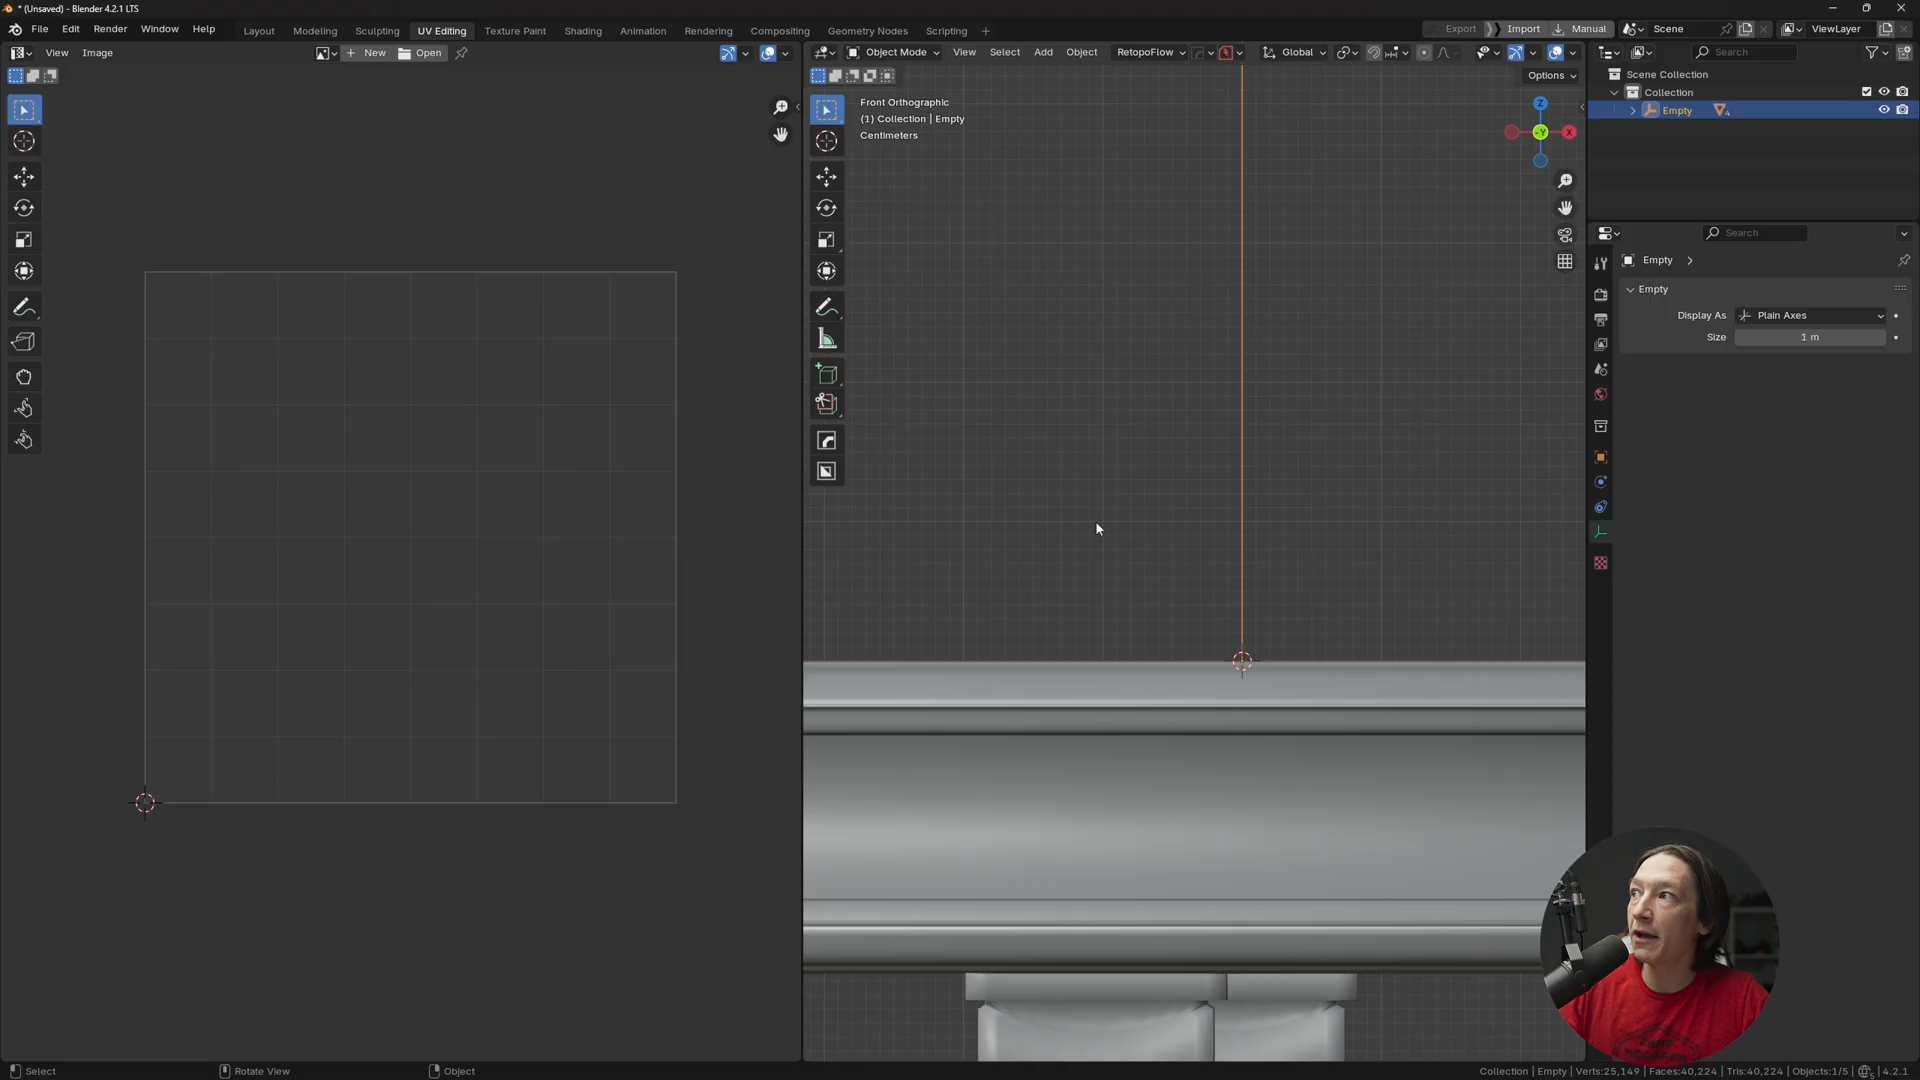 * (Unsaved) - Blender 4.2.1 LTS
File Edit Render Window Help Layout Modeling Sculpting UV Editing Texture Paint Shading Animation Rendering Compositing Geometry Nodes Scripting + Export Import Manual Scene ViewLayer
View Image + New Open
Object Mode View Select Add Object RetopoFlow Global Search
Options
Scene Collection
Collection
Empty 4
Front Orthographic
(1) Collection | Empty
Centimeters
Z
-Y X
Search
Empty
Empty
Display As Plain Axes
Size 1 m
Select Rotate View Object Collection | Empty | Verts:25,149 | Faces:40,224 | Tris:40,224 | Objects:1/5 4.2.1